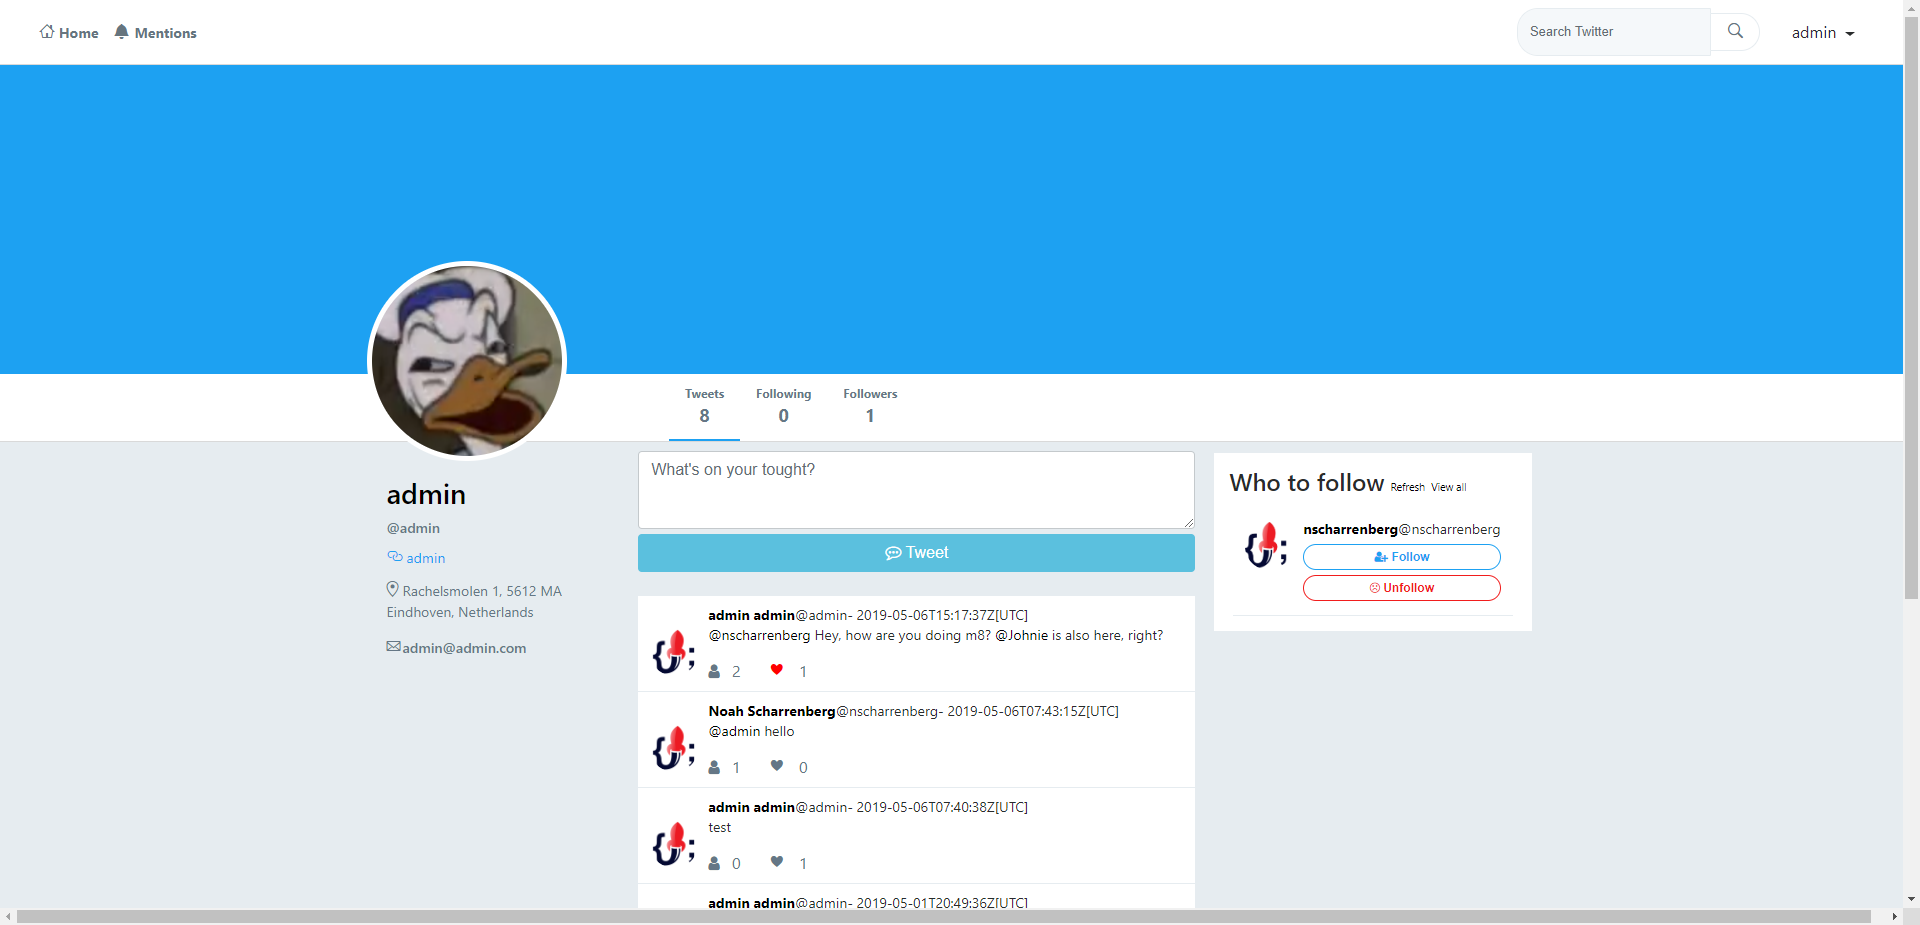 Home Mentions
Search Twitter
admin
Tweets Following Followers
8 0 1
admin
@admin
admin
Rachelsmolen 1, 5612 MA
Eindhoven, Netherlands
admin@admin.com
What's on your tought?
Tweet
admin admin@admin- 2019-05-06T15:17:37Z[UTC]
@nscharrenberg Hey, how are you doing m8? @Johnie is also here, right?
2 1
Noah Scharrenberg@nscharrenberg- 2019-05-06T07:43:15Z[UTC]
@admin hello
1 0
admin admin@admin- 2019-05-06T07:40:38Z[UTC]
test
0 1
admin admin@admin- 2019-05-01T20:49:36Z[UTC]
Who to follow Refresh View all
nscharrenberg@nscharrenberg
Follow
Unfollow